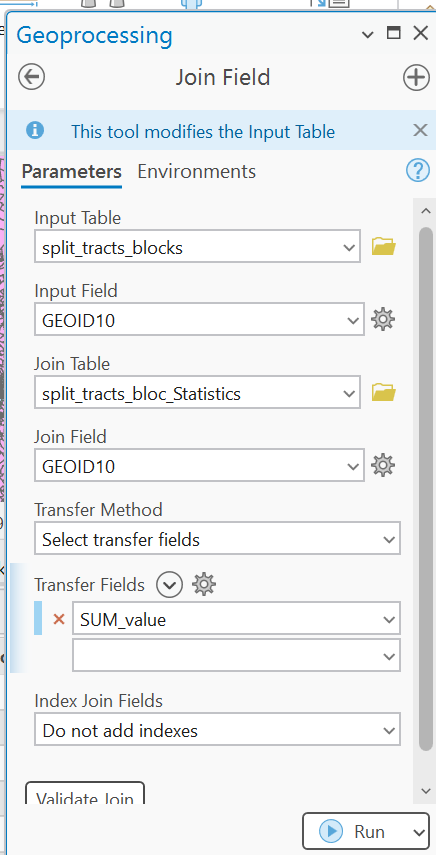 Geoprocessing
Join Field
This tool modifies the Input Table
Parameters Environments
Input Table
split_tracts_blocks
Input Field
GEOID10
Join Table
split_tracts_bloc_Statistics
Join Field
GEOID10
Transfer Method
Select transfer fields
Transfer Fields
SUM_value
Index Join Fields
Do not add indexes
Validate Join
Run